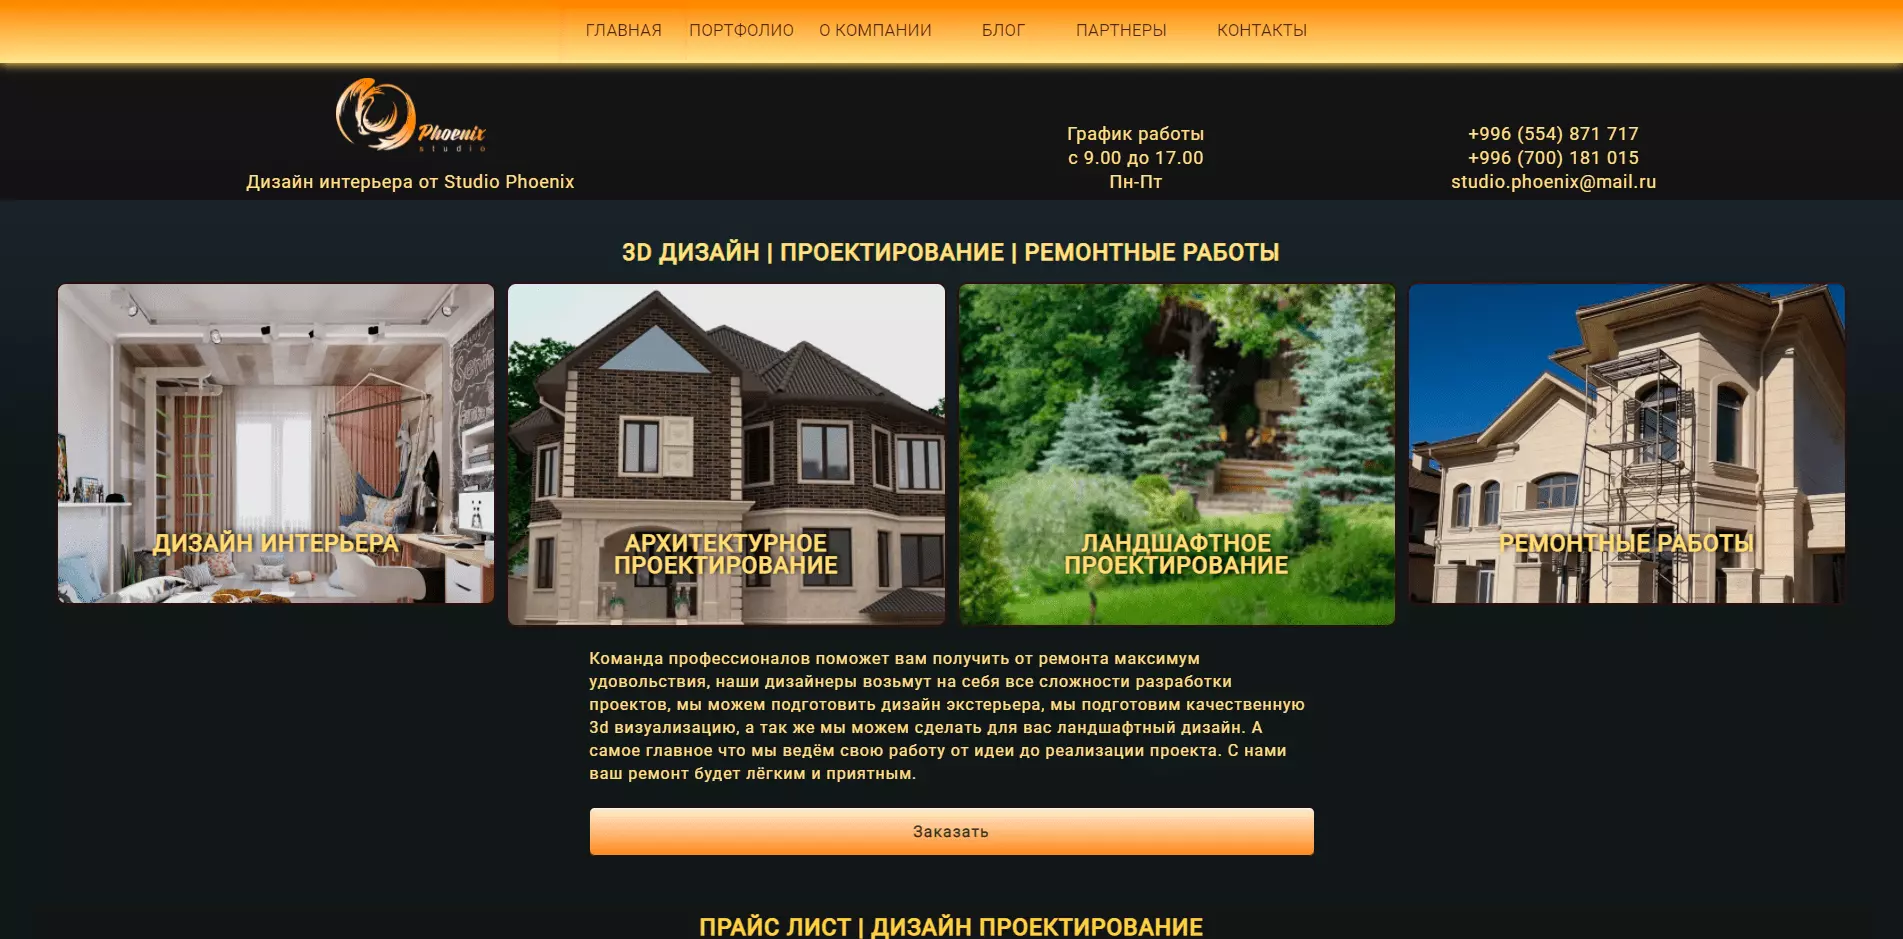 ГЛАВНАЯ ПОРТФОЛИО О КОМПАНИИ БЛОГ ПАРТНЕРЫ КОНТАКТЫ
Phoenix
studio
Дизайн интерьера от Studio Phoenix
График работы
с 9.00 до 17.00
Пн-Пт
+996 (554) 871 717
+996 (700) 181 015
studio.phoenix@mail.ru
3D ДИЗАЙН | ПРОЕКТИРОВАНИЕ | РЕМОНТНЫЕ РАБОТЫ
ДИЗАЙН ИНТЕРЬЕРА
АРХИТЕКТУРНОЕ
ПРОЕКТИРОВАНИЕ
ЛАНДШАФТНОЕ
ПРОЕКТИРОВАНИЕ
РЕМОНТНЫЕ РАБОТЫ
Команда профессионалов поможет вам получить от ремонта максимум
удовольствия, наши дизайнеры возьмут на себя все сложности разработки
проектов, мы можем подготовить дизайн экстерьера, мы подготовим качественную
3d визуализацию, а так же мы можем сделать для вас ландшафтный дизайн. А
самое главное что мы ведём свою работу от идеи до реализации проекта. С нами
ваш ремонт будет лёгким и приятным.
Заказать
ПРАЙС ЛИСТ | ДИЗАЙН ПРОЕКТИРОВАНИЕ